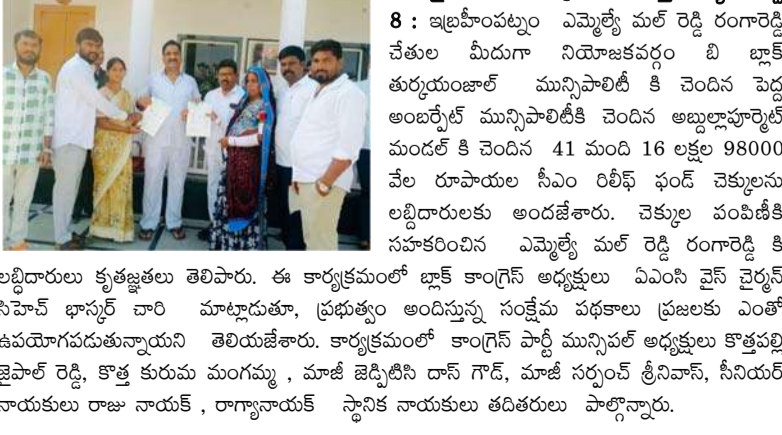 8 : ఇబ్రహీంపట్నం ఎమ్మెల్యే మల్ రెడ్డి రంగారెడ్డి
చేతుల మీదుగా నియోజకవర్గం బి బ్లాక్
తుర్కయంజాల్ మున్సిపాలిటీ కి చెందిన పెద్ద
అంబర్పేట్ మున్సిపాలిటీకి చెందిన అబ్దుల్లాపూర్మెట్
మండల్ కి చెందిన 41 మంది 16 లక్షల 98000
వేల రూపాయల సీఎం రిలీఫ్ ఫండ్ చెక్కులను
లబ్దిదారులకు అందజేశారు. చెక్కుల పంపిణీకి
సహకరించిన ఎమ్మెల్యే మల్ రెడ్డి రంగారెడ్డి కి
లబ్ధిదారులు కృతజ్ఞతలు తెలిపారు. ఈ కార్యక్రమంలో బ్లాక్ కాంగ్రెస్ అధ్యక్షులు ఏఎంసి వైస్ చైర్మన్
సిహెచ్ భాస్కర్ చారి మాట్లాడుతూ, ప్రభుత్వం అందిస్తున్న సంక్షేమ పథకాలు ప్రజలకు ఎంతో
ఉపయోగపడుతున్నాయని తెలియజేశారు. కార్యక్రమంలో కాంగ్రెస్ పార్టీ మున్సిపల్ అధ్యక్షులు కొత్తపల్లి
జైపాల్ రెడ్డి, కొత్త కురుమ మంగమ్మ , మాజీ జెడ్పిటిసి దాస్ గౌడ్, మాజీ సర్పంచ్ శ్రీనివాస్, సీనియర్
నాయకులు రాజు నాయక్ , రాగ్యానాయక్ స్థానిక నాయకులు తదితరులు పాల్గొన్నారు.